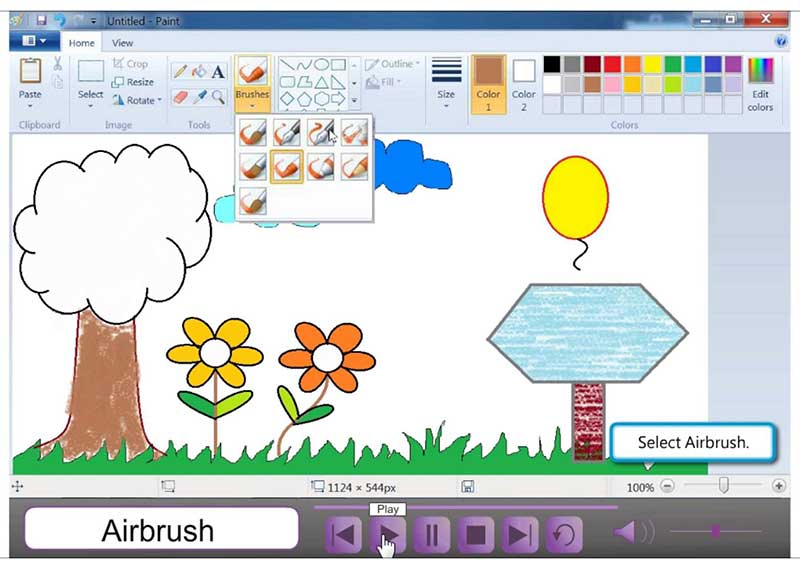 Untitled - Paint
Home
View
Paste
Clipboard
Select
Crop
Resize
Rotate
Image
A
Tools
Brushes
Outline
Fill
Size
Color
1
Color
2
Edit
colors
Colors
Select Airbrush.
1124 × 544px
100%
Play
Airbrush